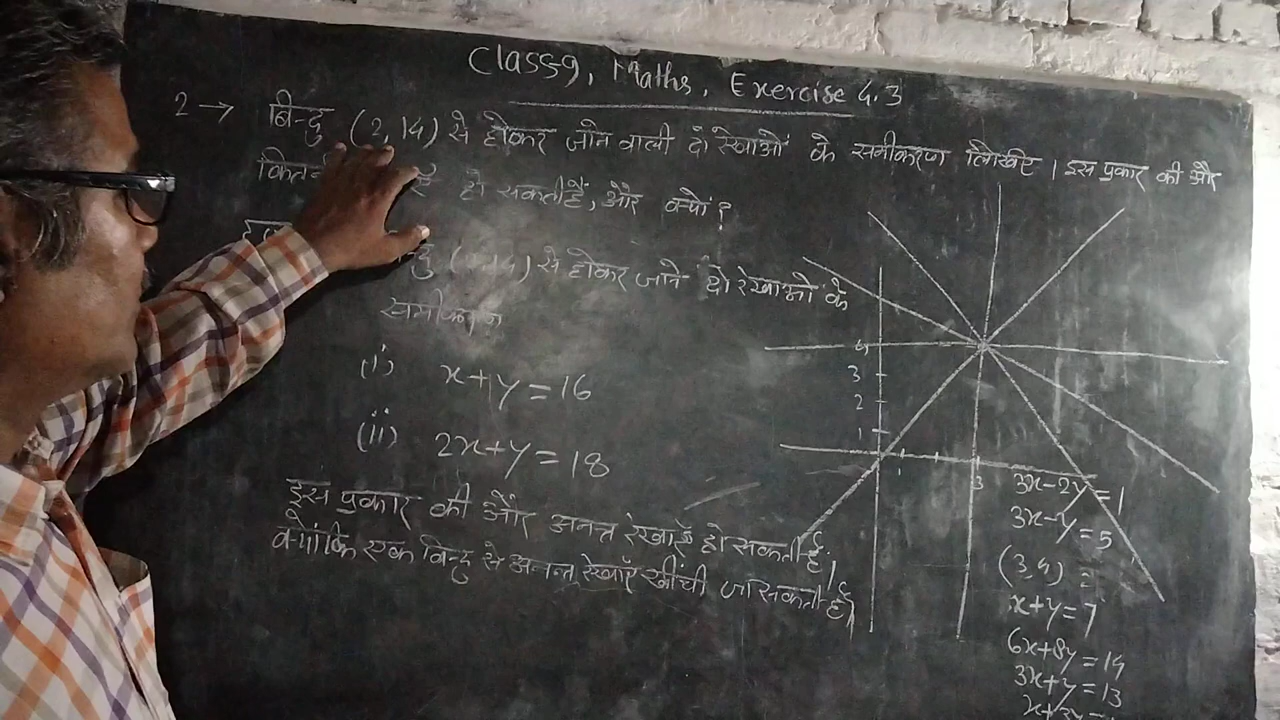 Class-9, Maths, Exercise 4.3
2 → बिन्दु (2, 14) से होकर जाने वाली दो रेखाओं के समीकरण लिखिए । इस प्रकार की और
हो सकती हैं, और क्यों ?
से होकर जाने दो रेखाओं के
समीकरण
(i) x+y=16
(ii) 2x+y=18
इस प्रकार की और अनन्त रेखाएँ हो सकती हैं,
क्योंकि एक बिन्दु से अनन्त रेखाएँ खींची जा सकती हैं।
4
3
2
1
3
3x-2y=1
3x-y=5
(3,4)
x+y=7
6x+8y=14
3x+y=13